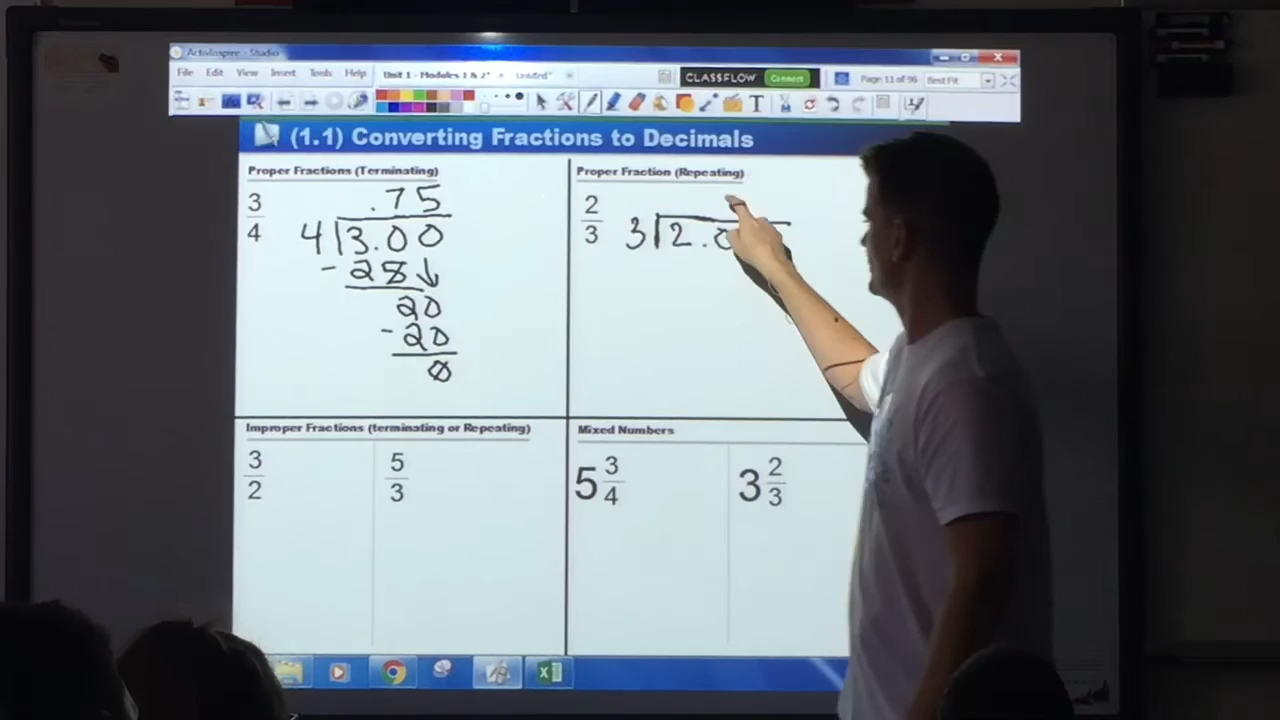 ActivInspire - Studio
File Edit View Insert Tools Help Unit 1 - Modules 1 & 2* Untitled* CLASSFLOW Connect Page 11 of 96 Best Fit
T
(1.1) Converting Fractions to Decimals
Proper Fractions (Terminating)
3
4
.75
4 3.00
- 28
20
-20
0
Proper Fraction (Repeating)
2
3
3 2.0
Improper Fractions (terminating or Repeating)
3
2
5
3
Mixed Numbers
5 3
4
3 2
3